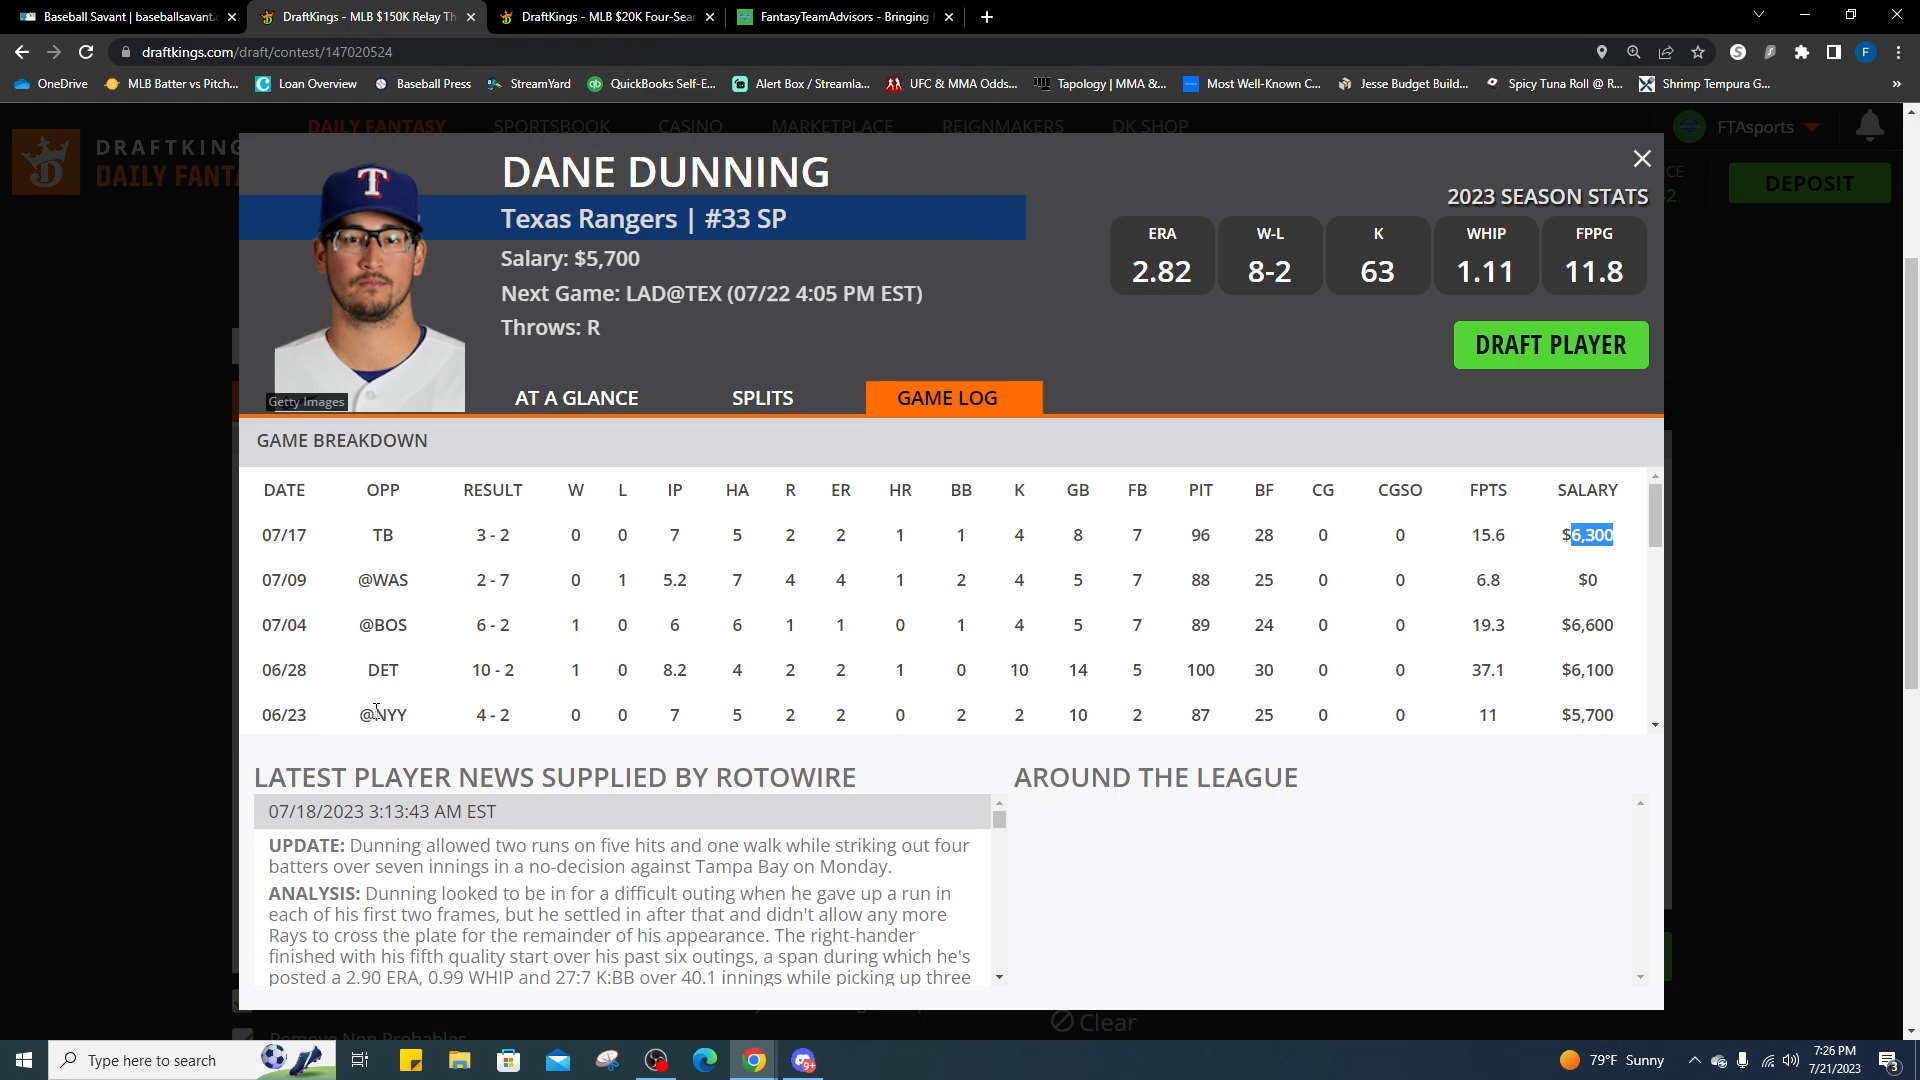 Baseball Savant | baseballsavant.
DraftKings - MLB $150K Relay Th
DraftKings - MLB $20K Four-Sea
FantasyTeamAdvisors - Bringing
draftkings.com/draft/contest/147020524
OneDrive
MLB Batter vs Pitch...
Loan Overview
Baseball Press
StreamYard
QuickBooks Self-E...
Alert Box / Streamla...
UFC & MMA Odds...
Tapology | MMA &...
Most Well-Known C...
Jesse Budget Build...
Spicy Tuna Roll @ R...
Shrimp Tempura G...
DRAFTKING
DAILY FANTA
DAILY FANTASY SPORTSBOOK CASINO MARKETPLACE REIGNMAKERS DK SHOP
FTAsports
DEPOSIT
DANE DUNNING
Texas Rangers | #33 SP
Salary: $5,700
Next Game: LAD@TEX (07/22 4:05 PM EST)
Throws: R
Getty Images
T
2023 SEASON STATS
ERA W-L K WHIP FPPG
2.82 8-2 63 1.11 11.8
DRAFT PLAYER
AT A GLANCE SPLITS GAME LOG
GAME BREAKDOWN
DATE OPP RESULT W L IP HA R ER HR BB K GB FB PIT BF CG CGSO FPTS SALARY
07/17 TB 3 - 2 0 0 7 5 2 2 1 1 4 8 7 96 28 0 0 15.6 $6,300
07/09 @WAS 2 - 7 0 1 5.2 7 4 4 1 2 4 5 7 88 25 0 0 6.8 $0
07/04 @BOS 6 - 2 1 0 6 6 1 1 0 1 4 5 7 89 24 0 0 19.3 $6,600
06/28 DET 10 - 2 1 0 8.2 4 2 2 1 0 10 14 5 100 30 0 0 37.1 $6,100
06/23 @NYY 4 - 2 0 0 7 5 2 2 0 2 2 10 2 87 25 0 0 11 $5,700
LATEST PLAYER NEWS SUPPLIED BY ROTOWIRE
07/18/2023 3:13:43 AM EST
UPDATE: Dunning allowed two runs on five hits and one walk while striking out four
batters over seven innings in a no-decision against Tampa Bay on Monday.
ANALYSIS: Dunning looked to be in for a difficult outing when he gave up a run in
each of his first two frames, but he settled in after that and didn't allow any more
Rays to cross the plate for the remainder of his appearance. The right-hander
finished with his fifth quality start over his past six outings, a span during which he's
posted a 2.90 ERA, 0.99 WHIP and 27:7 K:BB over 40.1 innings while picking up three
AROUND THE LEAGUE
Remove Non Probables
Clear
Type here to search
79°F Sunny
7:26 PM
7/21/2023
3